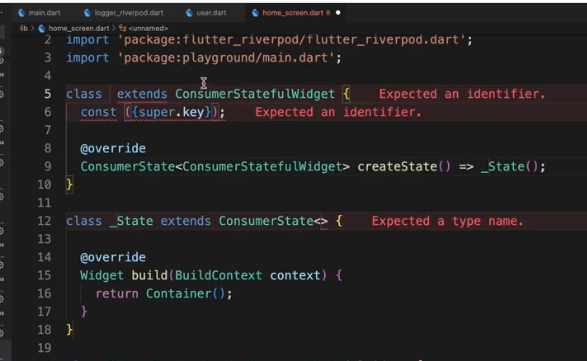 main.dart logger_riverpod.dart user.dart home_screen.dart 8
lib > home_screen.dart > <unnamed>
2 import 'package:flutter_riverpod/flutter_riverpod.dart';
3 import 'package:playground/main.dart';
4
5 class  extends ConsumerStatefulWidget { Expected an identifier.
6 const ({super.key}); Expected an identifier.
7
8 @override
9 ConsumerState<ConsumerStatefulWidget> createState() => _State();
10 }
11
12 class _State extends ConsumerState<> { Expected a type name.
13
14 @override
15 Widget build(BuildContext context) {
16 return Container();
17 }
18 }
19